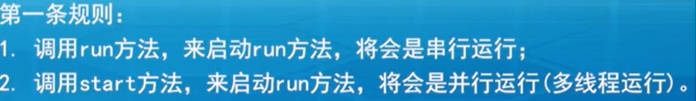 第一条规则：
1. 调用run方法，来启动run方法，将会是串行运行；
2. 调用start方法，来启动run方法，将会是并行运行(多线程运行)。